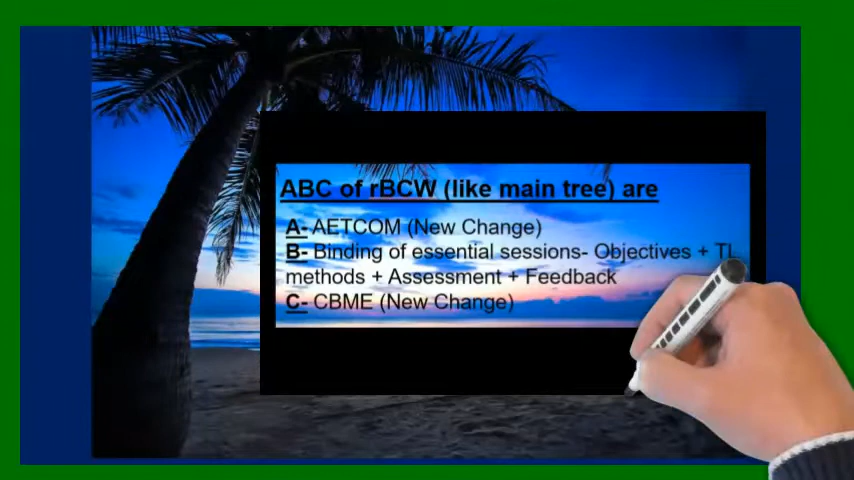 ABC of rBCW (like main tree) are
A- AETCOM (New Change)
B- Binding of essential sessions- Objectives + TL
methods + Assessment + Feedback
C- CBME (New Change)